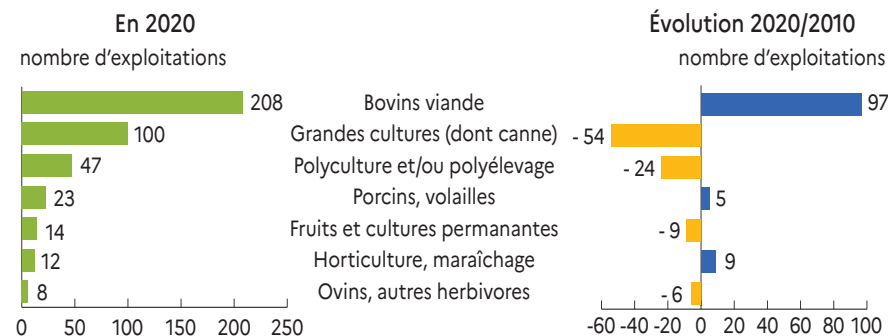 En 2020
Évolution 2020/2010
nombre d'exploitations
nombre d'exploitations
208 Bovins viande 97
100 Grandes cultures (dont canne) - 54
47 Polyculture et/ou polyélevage - 24
23 Porcins, volailles 5
14 Fruits et cultures permanantes - 9
12 Horticulture, maraîchage 9
8 Ovins, autres herbivores - 6
0 50 100 150 200 250
-60 -40 -20 0 20 40 60 80 100